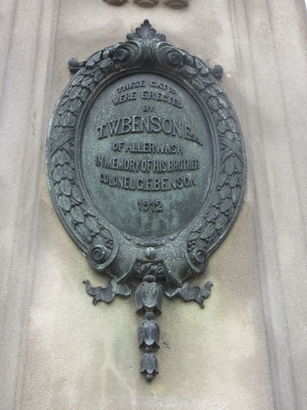 THESE GATES
WERE ERECTED
BY
T.W.BENSON ESQ.
OF ALLERWASH
IN MEMORY OF HIS BROTHER
COLONEL G.E.BENSON
1912